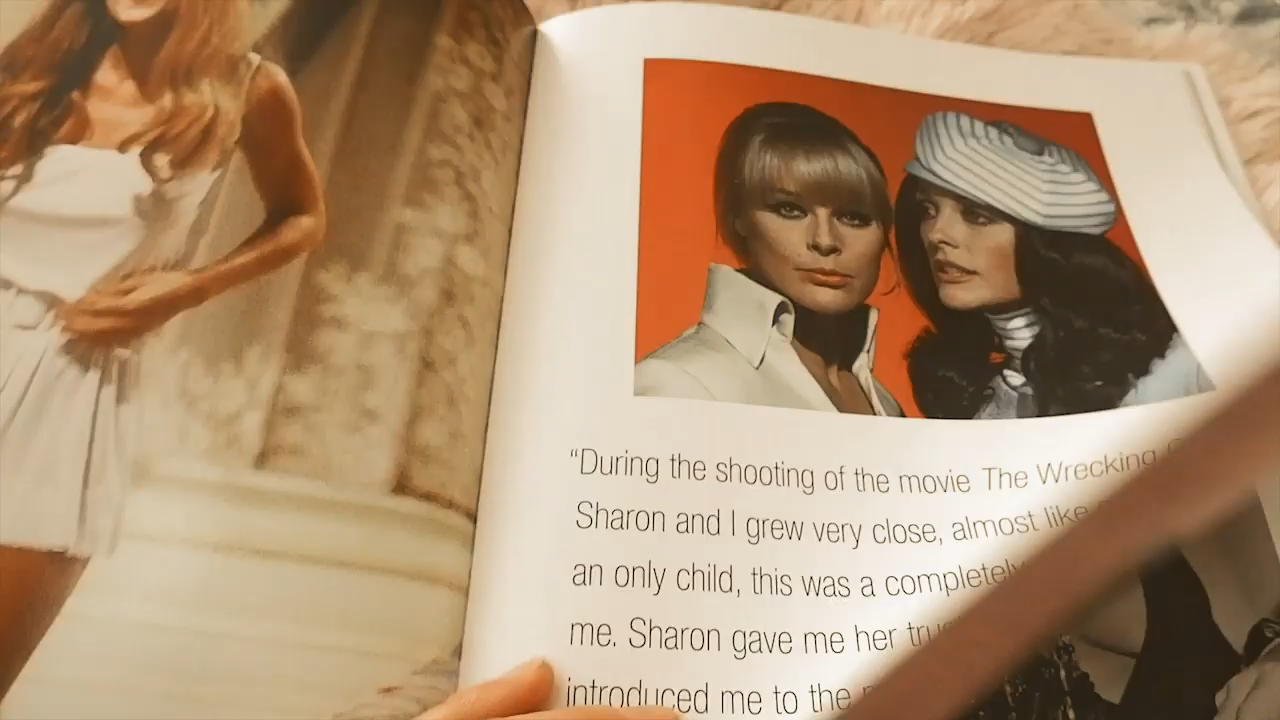 “During the shooting of the movie The Wrecking
Sharon and I grew very close, almost like
an only child, this was a completely
me. Sharon gave me her
introduced me to the